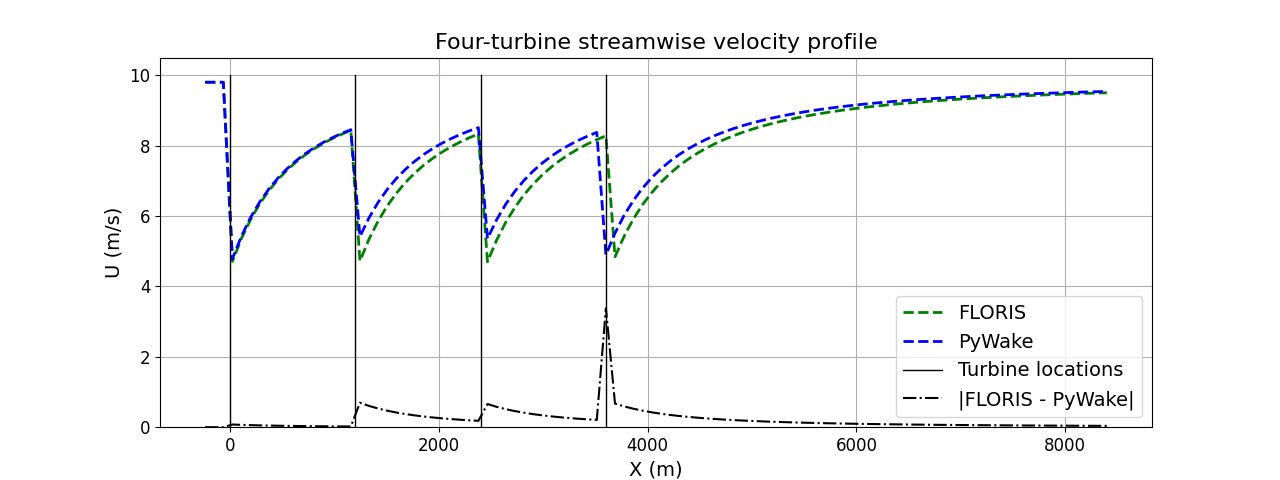 Four-turbine streamwise velocity profile
U (m/s)
10
8
6
4
2
0
0
2000
4000
6000
8000
X (m)
FLORIS
PyWake
Turbine locations
|FLORIS - PyWake|